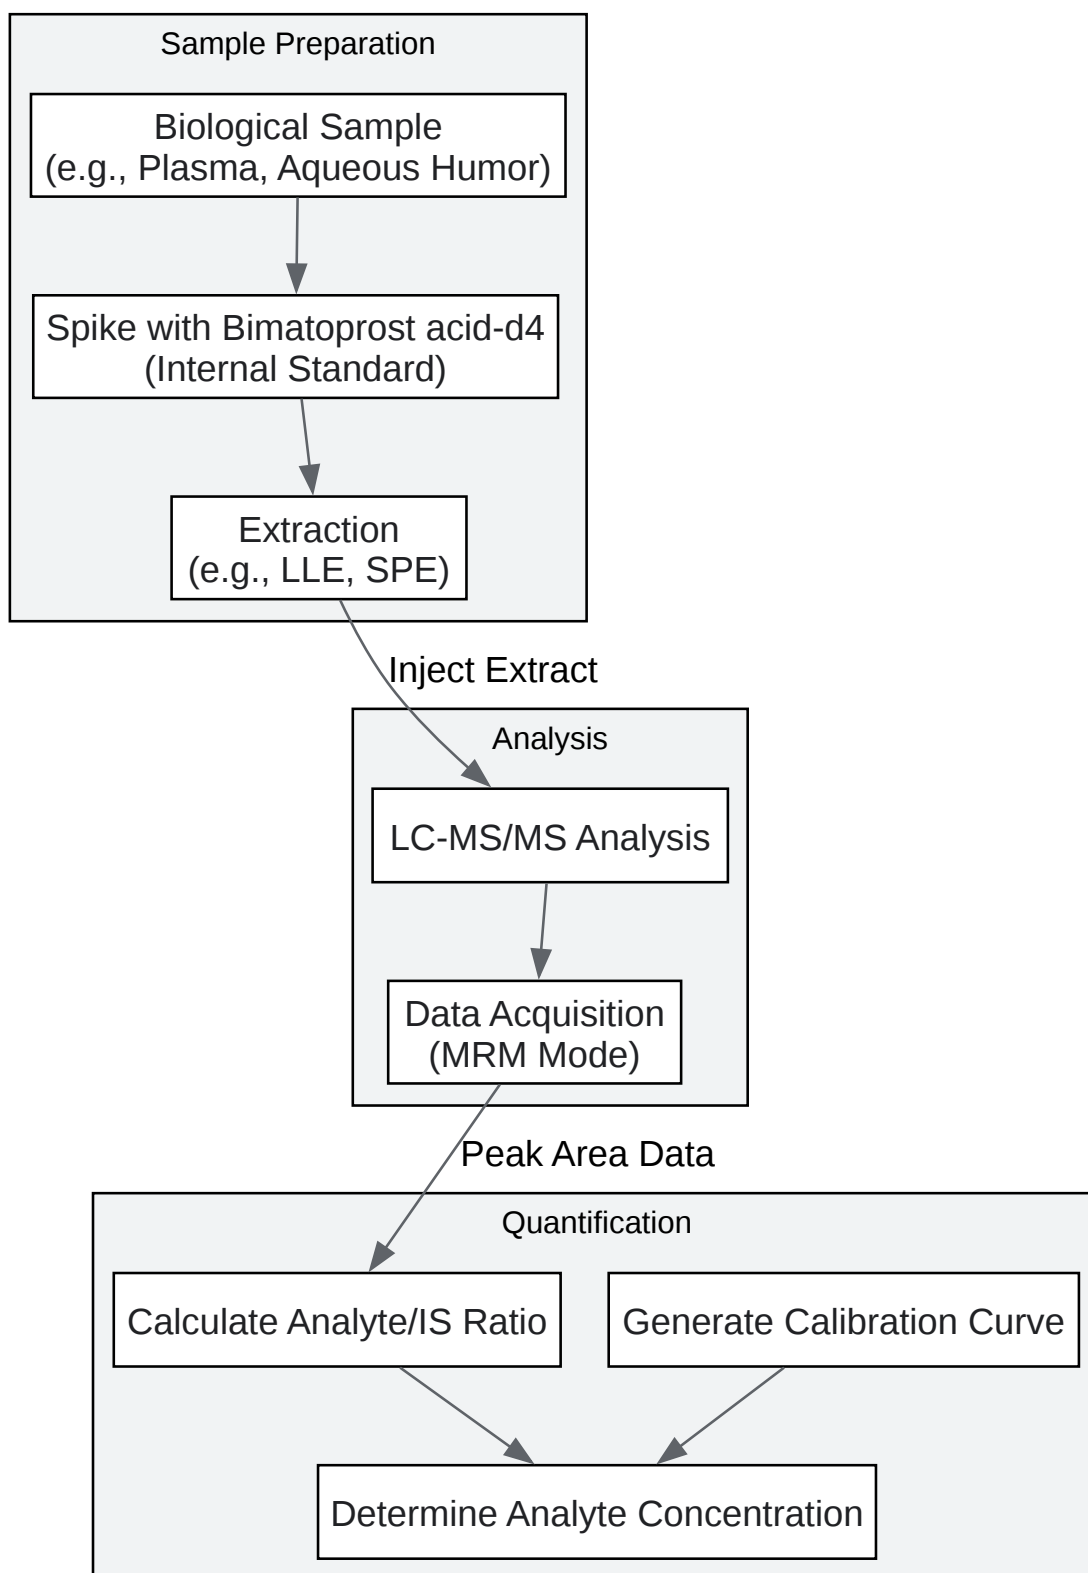 Sample Preparation
Biological Sample
(e.g., Plasma, Aqueous Humor)
Spike with Bimatoprost acid-d4
(Internal Standard)
Extraction
(e.g., LLE, SPE)
Inject Extract
Analysis
LC-MS/MS Analysis
Data Acquisition
(MRM Mode)
Peak Area Data
Quantification
Calculate Analyte/IS Ratio
Generate Calibration Curve
Determine Analyte Concentration